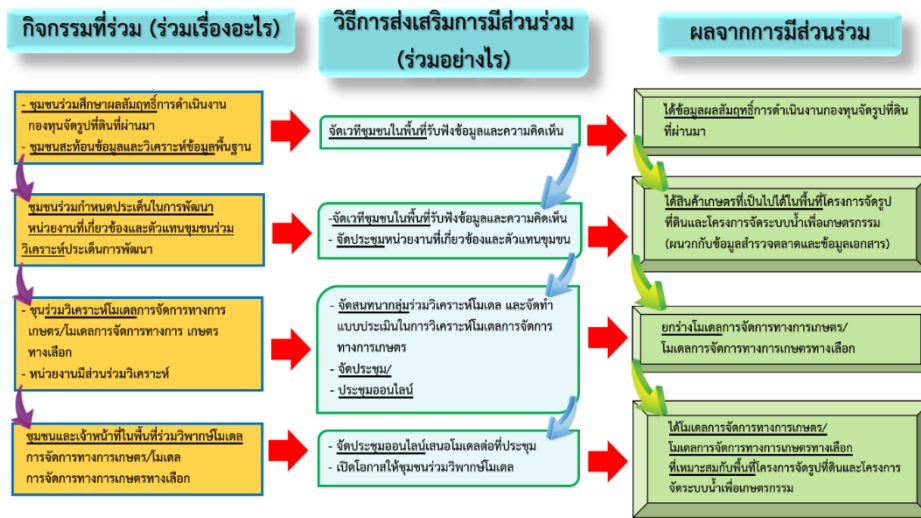 กิจกรรมที่ร่วม (ร่วมเรื่องอะไร)
วิธีการส่งเสริมการมีส่วนร่วม
(ร่วมอย่างไร)
ผลจากการมีส่วนร่วม
- ชุมชนร่วมศึกษาผลสัมฤทธิ์การดำเนินงาน
กองทุนจัดรูปที่ดินที่ผ่านมา
- ชุมชนสะท้อนข้อมูลและวิเคราะห์ข้อมูลพื้นฐาน
จัดเวทีชุมชนในพื้นที่รับฟังข้อมูลและความคิดเห็น
ได้ข้อมูลผลสัมฤทธิ์การดำเนินงานกองทุนจัดรูปที่ดิน
ที่ผ่านมา
ชุมชนร่วมกำหนดประเด็นในการพัฒนา
หน่วยงานที่เกี่ยวข้องและตัวแทนชุมชนร่วม
วิเคราะห์ประเด็นการพัฒนา
-จัดเวทีชุมชนในพื้นที่รับฟังข้อมูลและความคิดเห็น
- จัดประชุมหน่วยงานที่เกี่ยวข้องและตัวแทนชุมชน
ได้สินค้าเกษตรที่เป็นไปได้ในพื้นที่โครงการจัดรูป
ที่ดินและโครงการจัดระบบน้ำเพื่อเกษตรกรรม
(ผนวกกับข้อมูลสำรวจตลาดและข้อมูลเอกสาร)
- ชุนร่วมวิเคราะห์โมเดลการจัดการทางการ
เกษตร/โมเดลการจัดการทางการ เกษตร
ทางเลือก
- หน่วยงานมีส่วนร่วมวิเคราะห์
- จัดสนทนากลุ่มร่วมวิเคราะห์โมเดล และจัดทำ
แบบประเมินในการวิเคราะห์โมเดลการจัดการ
ทางการเกษตร
- จัดประชุม/
- ประชุมออนไลน์
ยกร่างโมเดลการจัดการทางการเกษตร/
โมเดลการจัดการทางการเกษตรทางเลือก
ชุมชนและเจ้าหน้าที่ในพื้นที่ร่วมวิพากษ์โมเดล
การจัดการทางการเกษตร/โมเดล
การจัดการทางการเกษตรทางเลือก
- จัดประชุมออนไลน์เสนอโมเดลต่อที่ประชุม
- เปิดโอกาสให้ชุมชนร่วมวิพากษ์โมเดล
ได้โมเดลการจัดการทางการเกษตร/
โมเดลการจัดการทางการเกษตรทางเลือก
ที่เหมาะสมกับพื้นที่โครงการจัดรูปที่ดินและโครงการ
จัดระบบน้ำเพื่อเกษตรกรรม